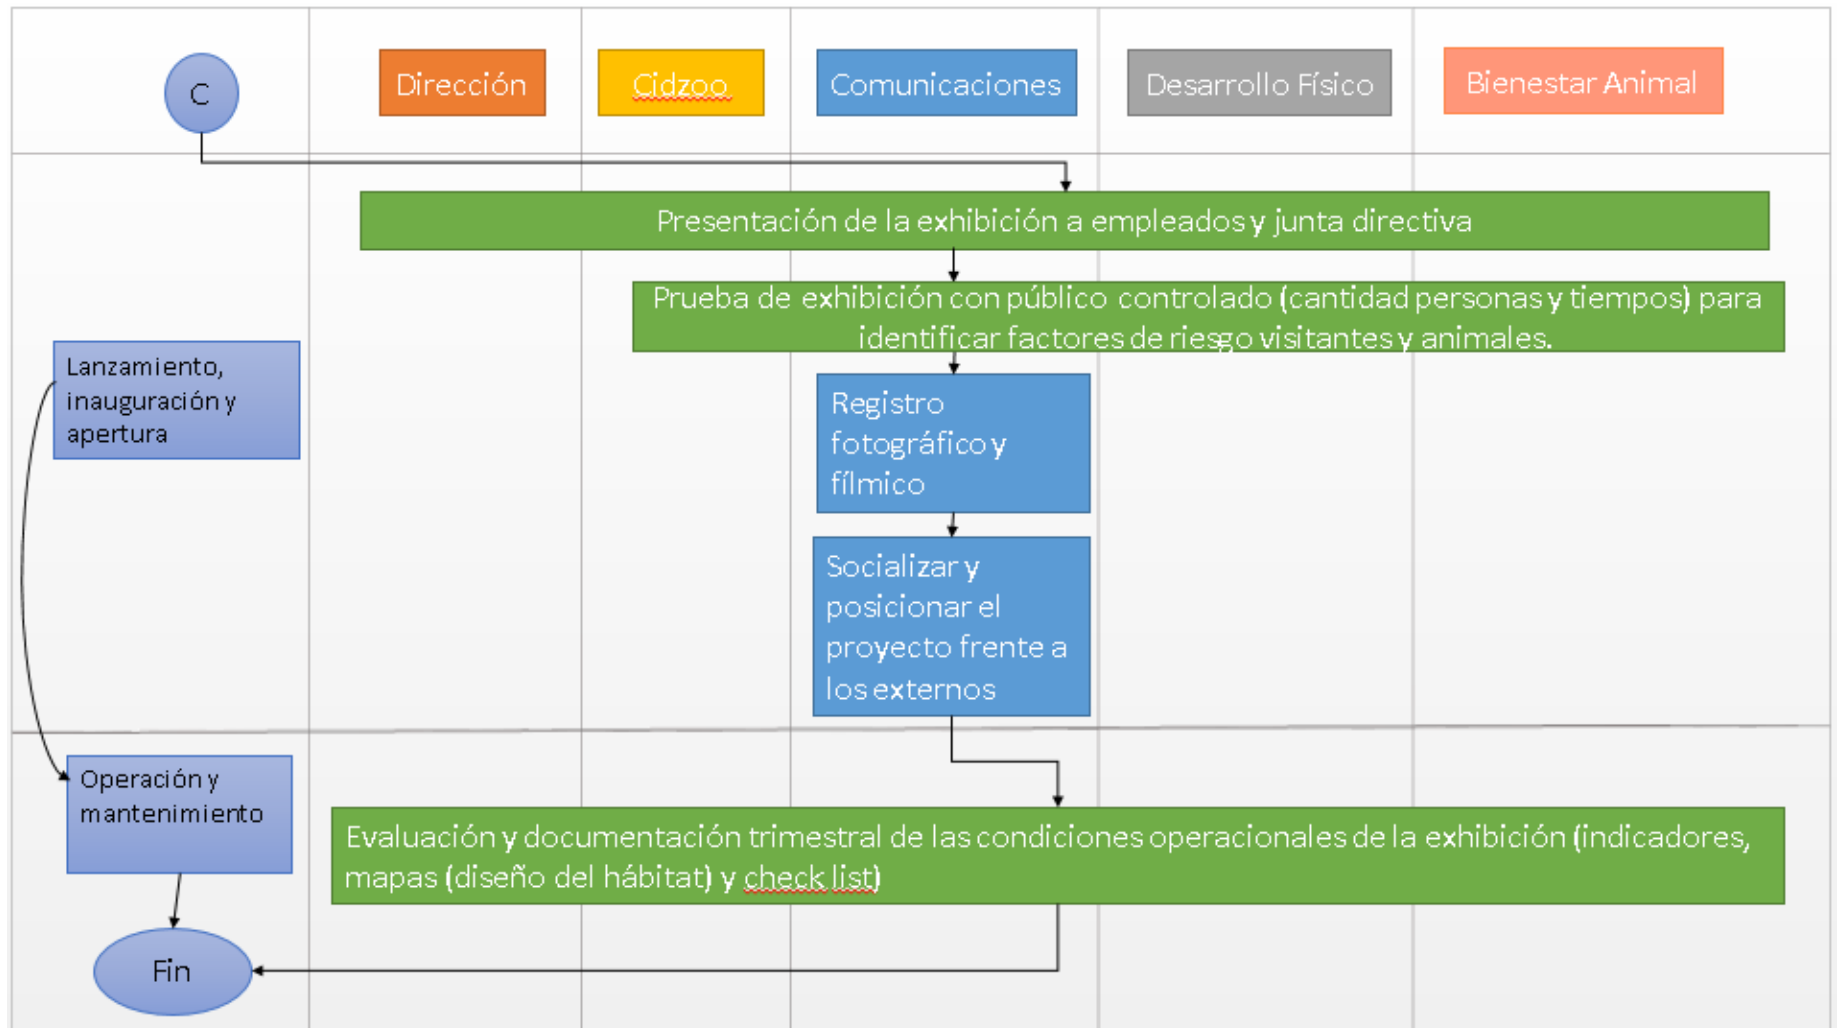 C
Dirección
Cidzoo
Comunicaciones
Desarrollo Físico
Bienestar Animal
Presentación de la exhibición a empleados y junta directiva
Prueba de exhibición con público controlado (cantidad personas y tiempos) para
identificar factores de riesgo visitantes y animales.
Lanzamiento,
inauguración y
apertura
Registro
fotográfico y
fílmico
Socializar y
posicionar el
proyecto frente a
los externos
Operación y
mantenimiento
Evaluación y documentación trimestral de las condiciones operacionales de la exhibición (indicadores,
mapas (diseño del hábitat) y check list)
Fin